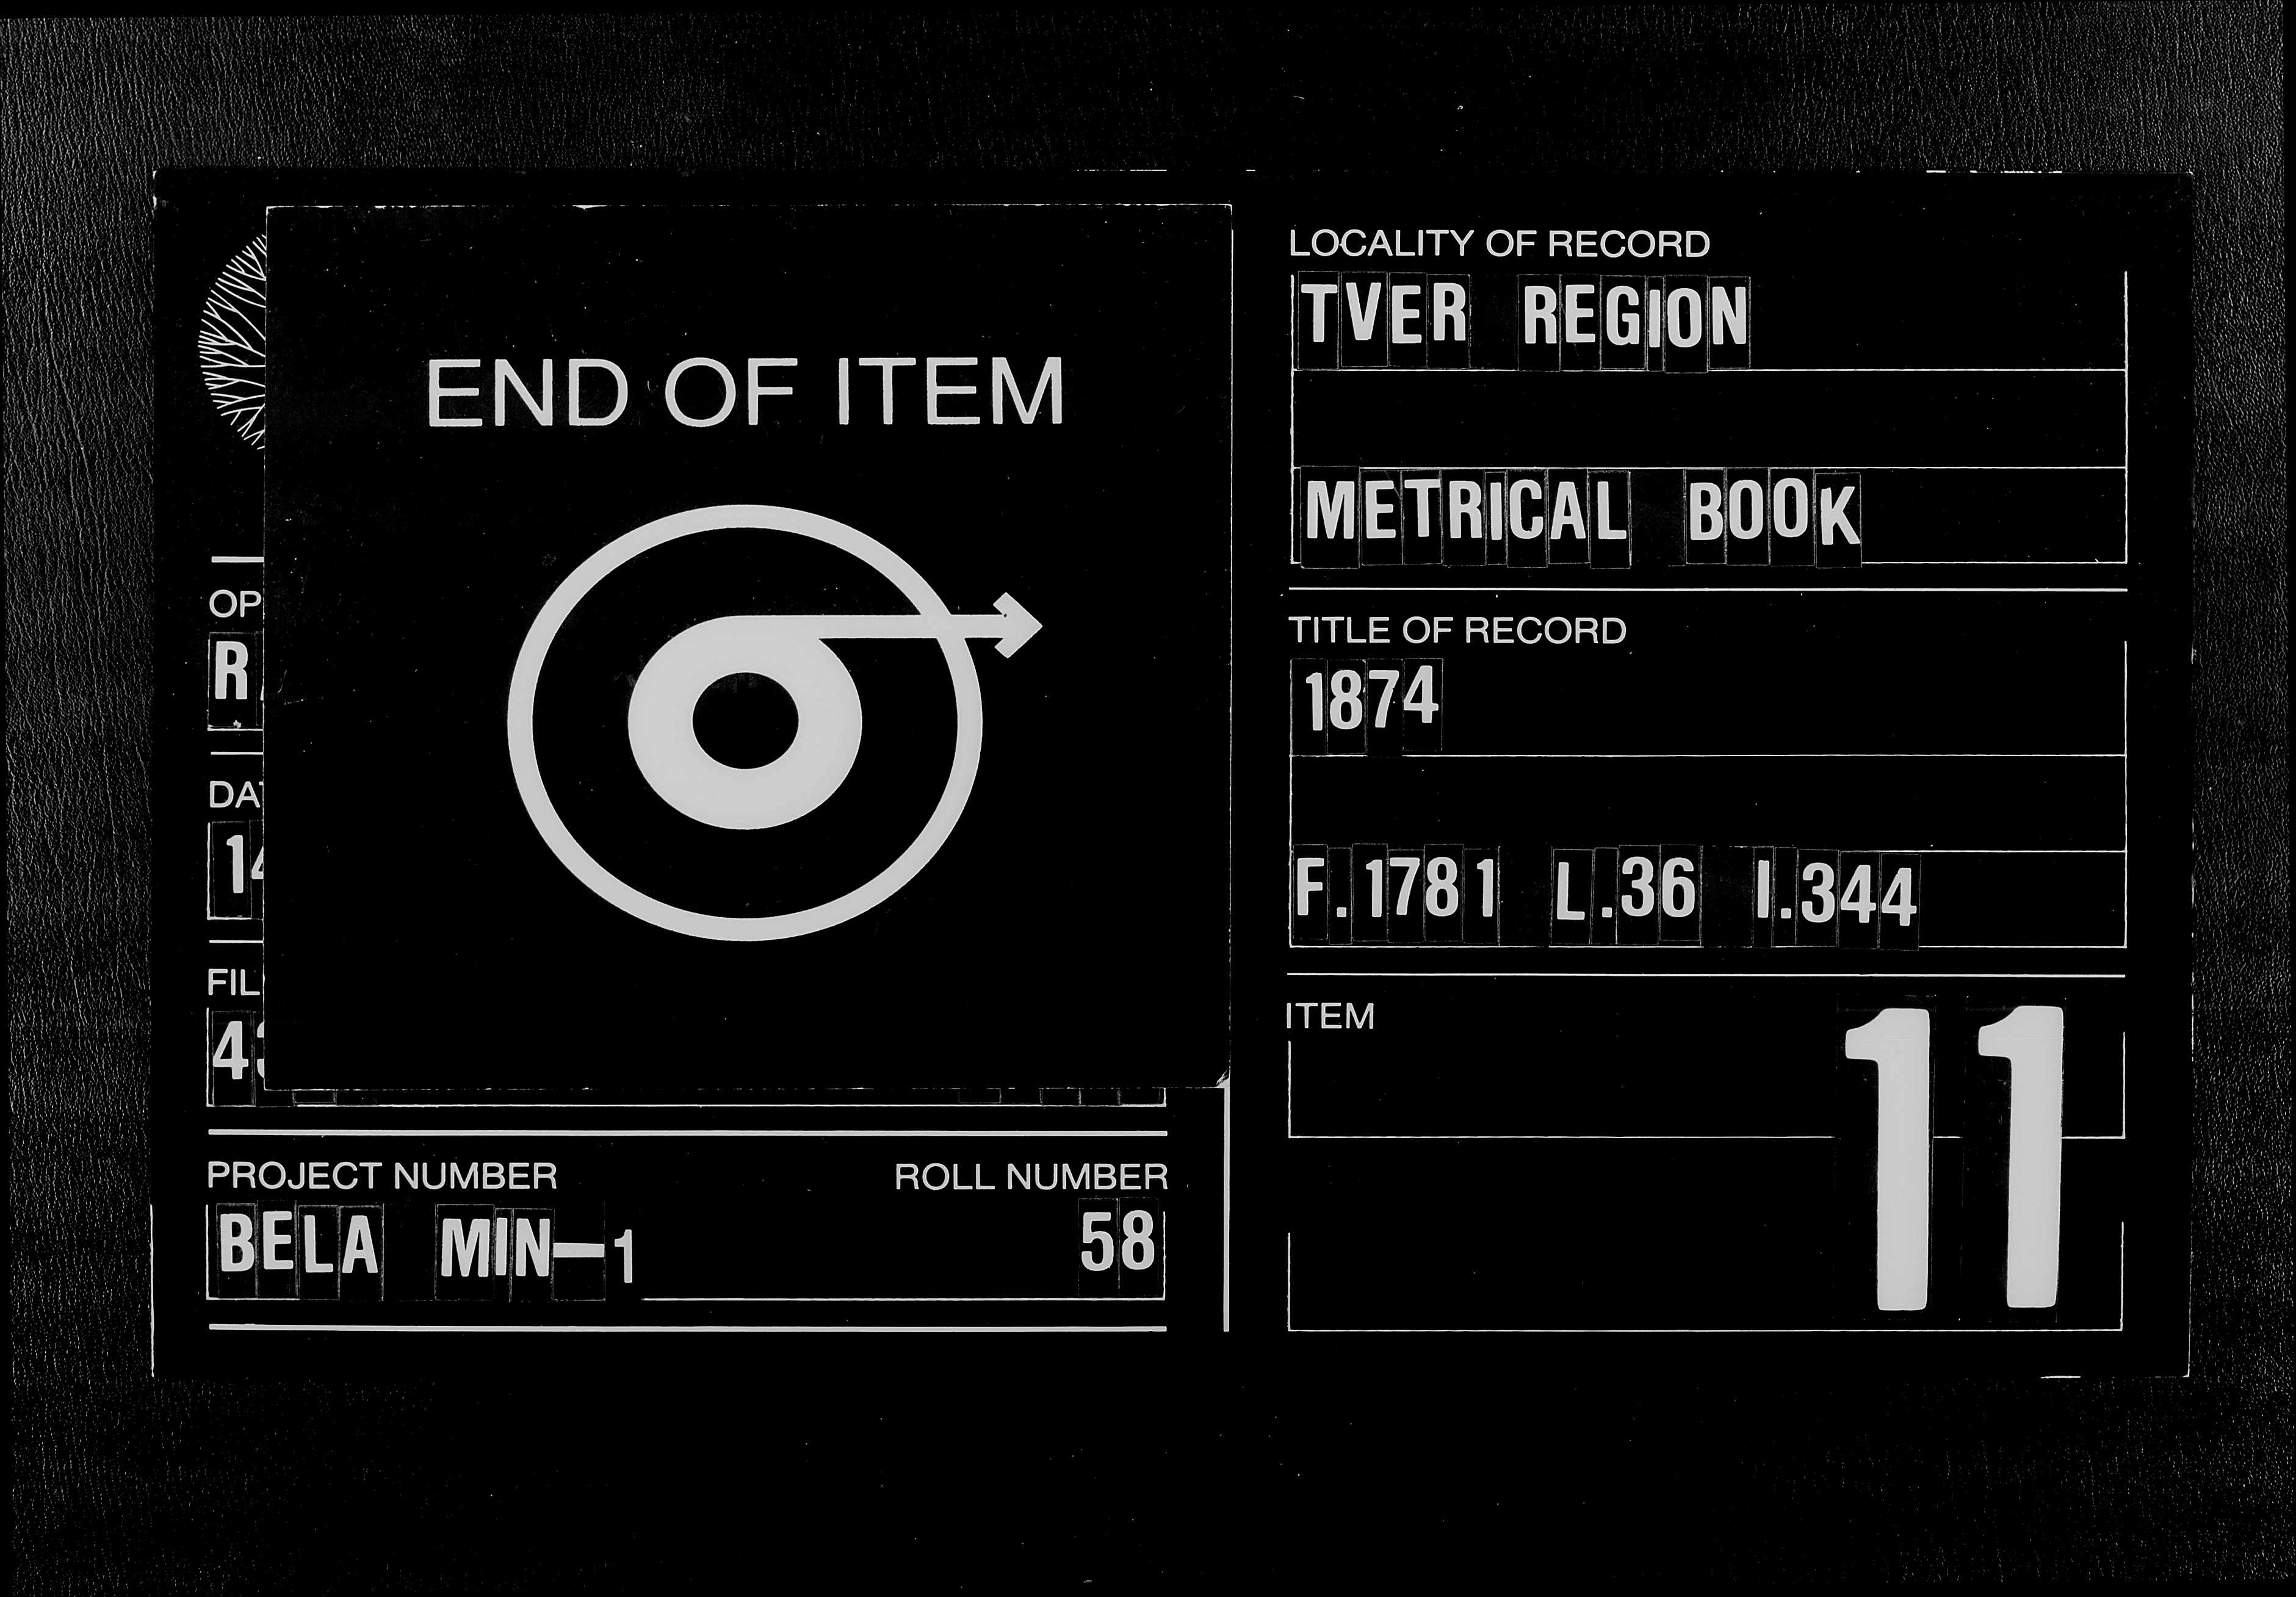 END OF ITEM
OP
R
DA
14
FIL
43
PROJECT NUMBER ROLL NUMBER
BELA MIN-1 58
LOCALITY OF RECORD
TVER REGION
METRICAL BOOK
TITLE OF RECORD
1874
F.1781 L.36 I.344
ITEM
11